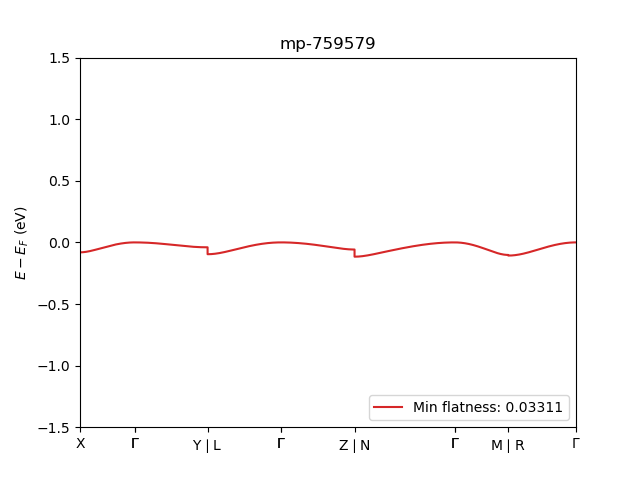 mp-759579
E − E_F (eV)
1.5
1.0
0.5
0.0
−0.5
−1.0
−1.5
Min flatness: 0.03311
X Γ Y | L Γ Z | N Γ M | R Γ